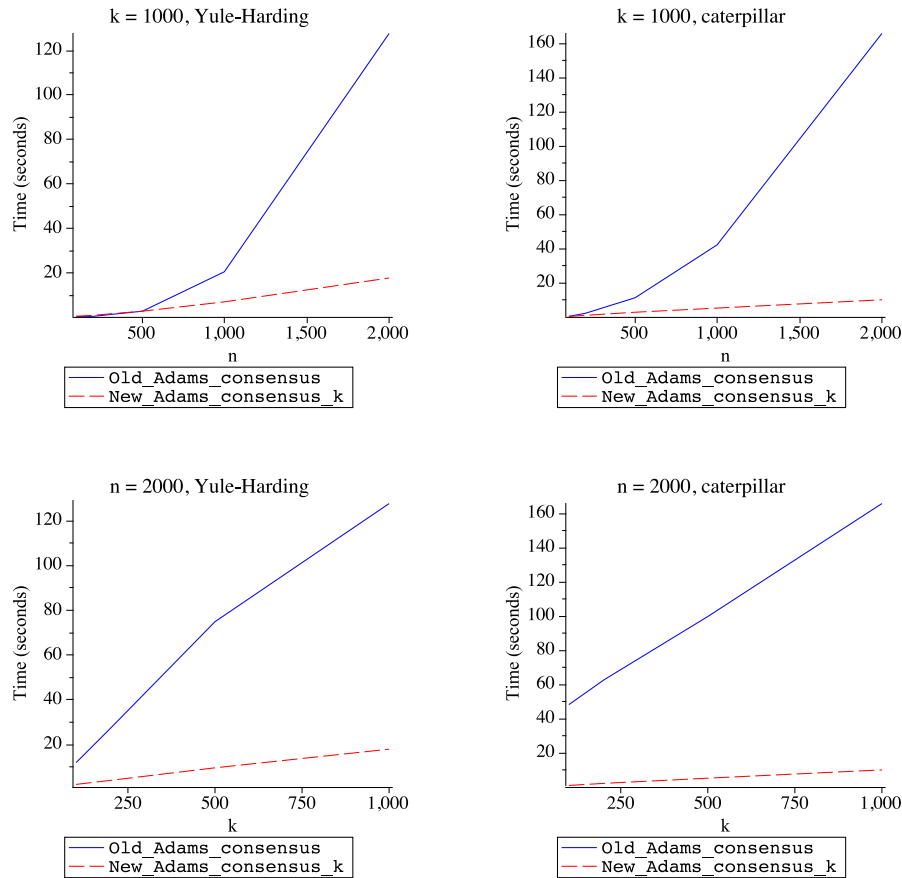 k = 1000, Yule-Harding
120
100
80
60
40
20
Time (seconds)
500
1,000
1,500
2,000
n
Old_Adams_consensus
New_Adams_consensus_k
k = 1000, caterpillar
160
140
120
100
80
60
40
20
Time (seconds)
500
1,000
1,500
2,000
n
Old_Adams_consensus
New_Adams_consensus_k
n = 2000, Yule-Harding
120
100
80
60
40
20
Time (seconds)
250
500
750
1,000
k
Old_Adams_consensus
New_Adams_consensus_k
n = 2000, caterpillar
160
140
120
100
80
60
40
20
Time (seconds)
250
500
750
1,000
k
Old_Adams_consensus
New_Adams_consensus_k